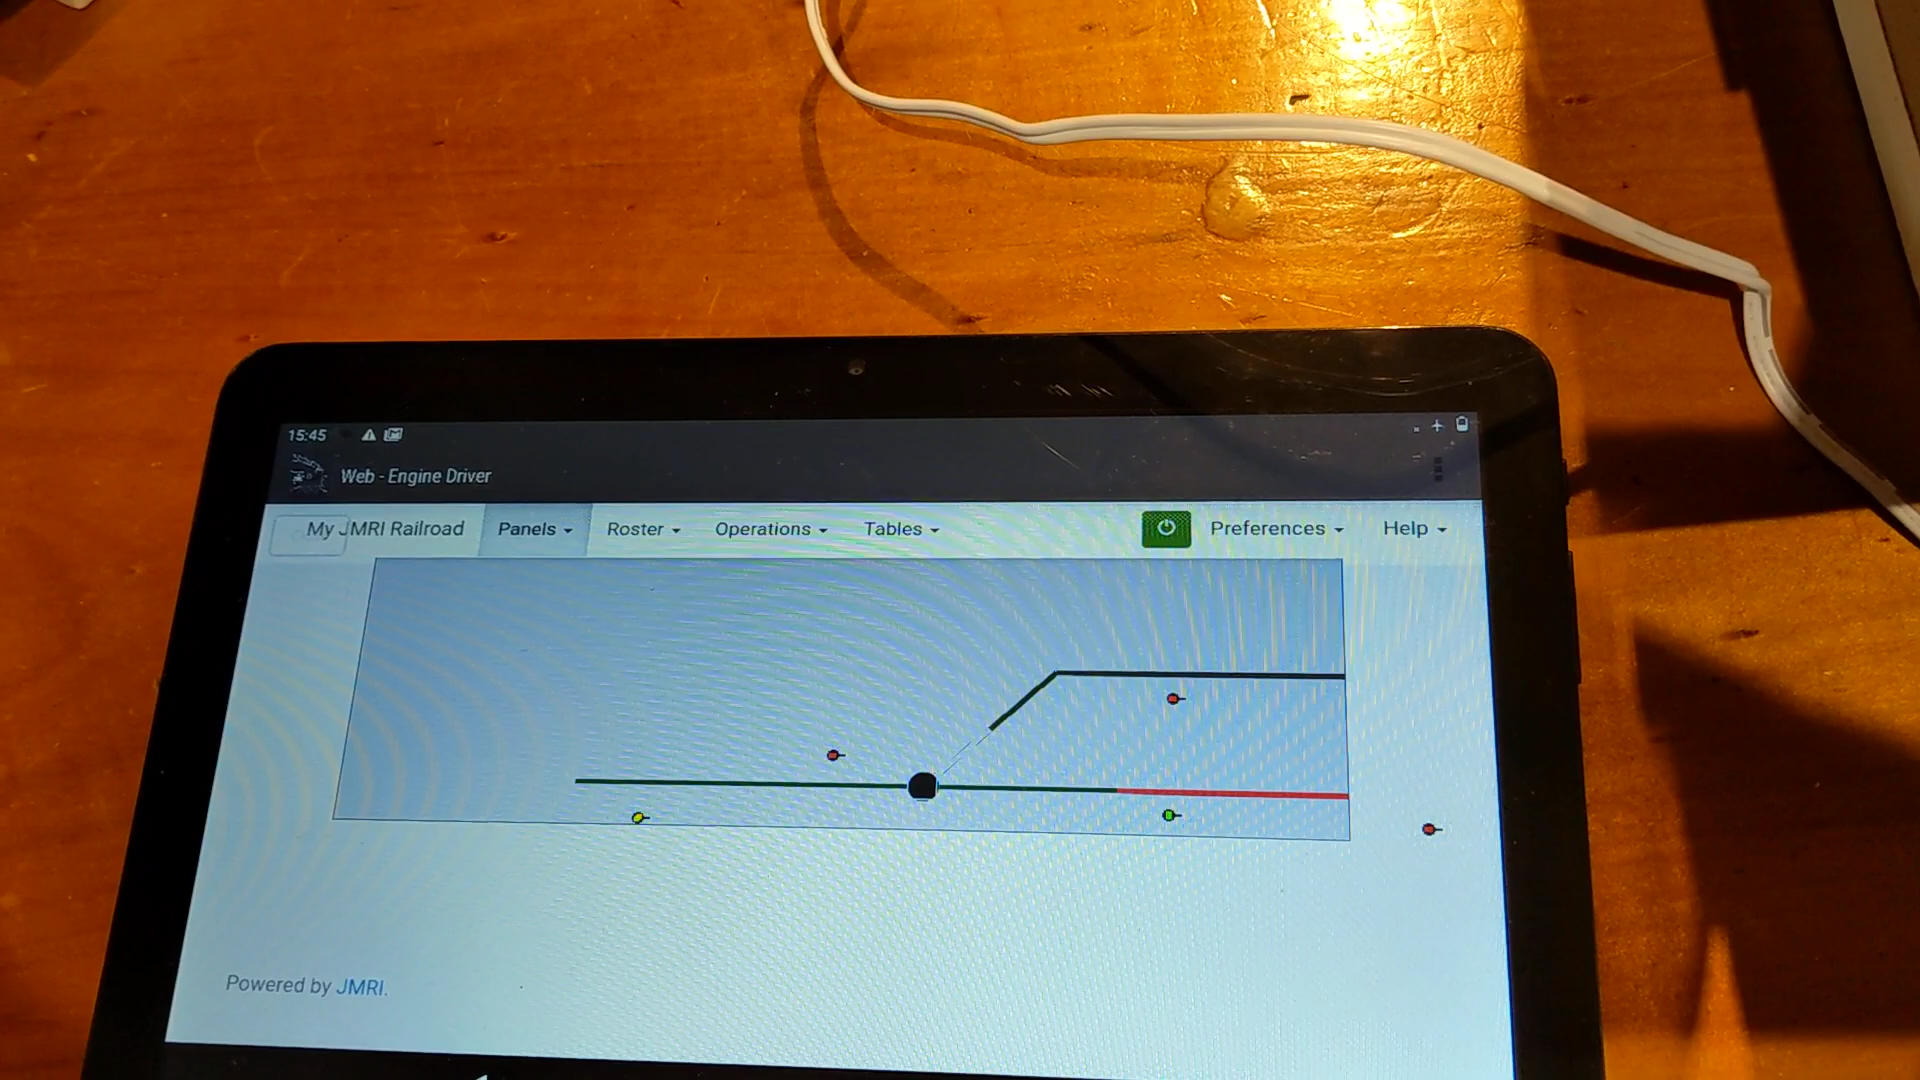 15:45
Web - Engine Driver
My JMRI Railroad Panels Roster Operations Tables Preferences Help
Powered by JMRI.